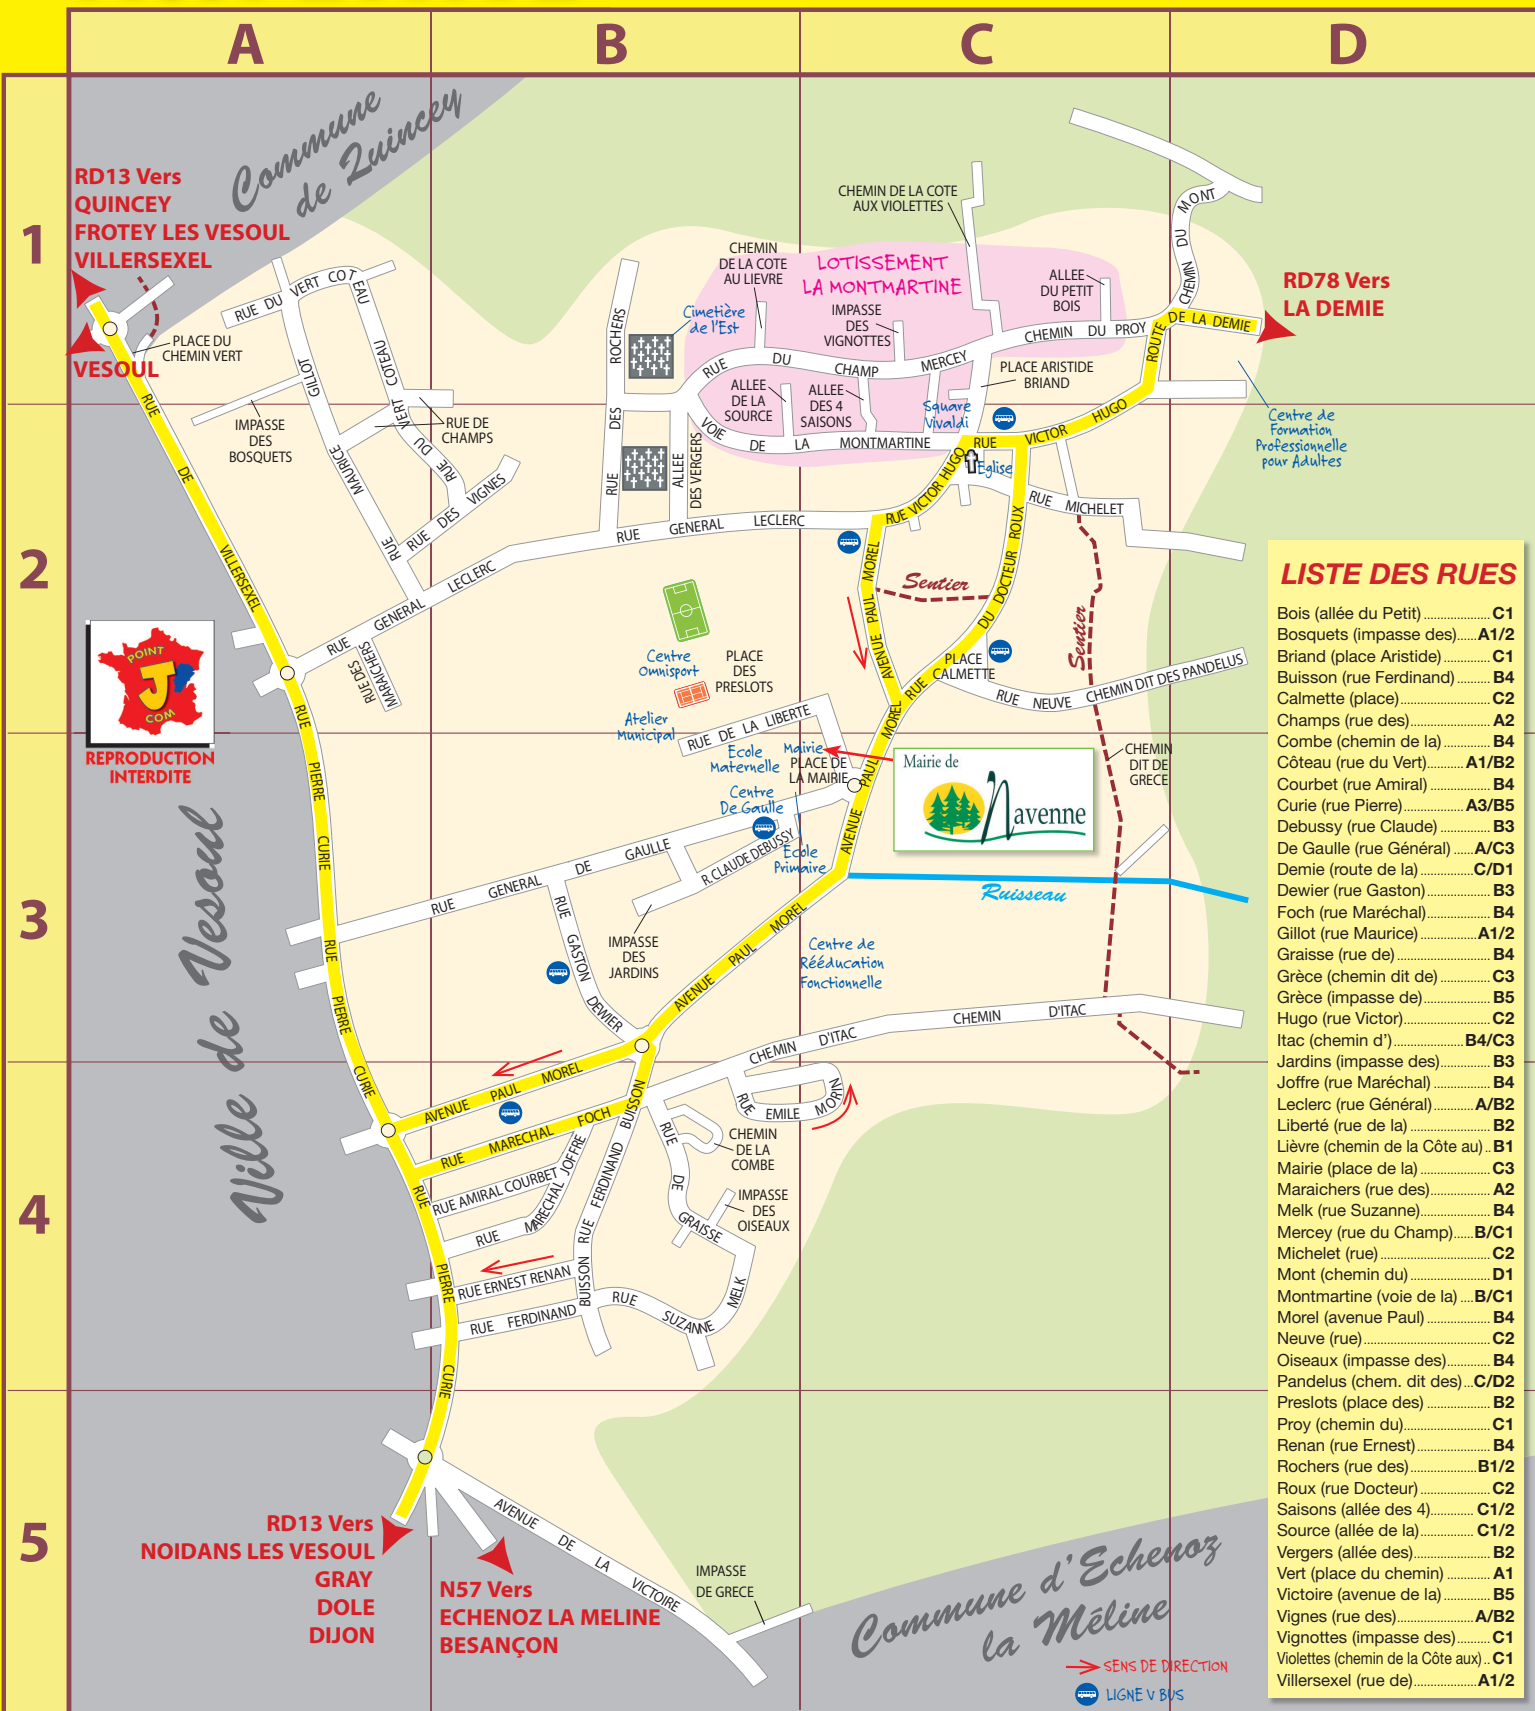 A
B
C
D
1
2
3
4
5
Commune
de Quincey
RD13 Vers
QUINCEY
FROTEY LES VESOUL
VILLERSEXEL
VESOUL
PLACE DU
CHEMIN VERT
RUE DU VERT COTEAU
RUE DU VERT COTEAU
RUE MAURICE GILLOT
IMPASSE
DES
BOSQUETS
RUE DE
CHAMPS
RUE DES VIGNES
RUE DE VILLERSEXEL
RUE DES ROCHERS
Cimetière
de l'Est
CHEMIN
DE LA COTE
AU LIEVRE
LOTISSEMENT
LA MONTMARTINE
CHEMIN DE LA COTE
AUX VIOLETTES
IMPASSE
DES
VIGNOTTES
ALLEE
DU PETIT
BOIS
CHEMIN DU PROY
CHEMIN DU MONT
ROUTE DE LA DEMIE
RD78 Vers
LA DEMIE
RUE DU CHAMP MERCEY
PLACE ARISTIDE
BRIAND
ALLEE
DE LA
SOURCE
ALLEE
DES 4
SAISONS
Square
Vivaldi
VOIE DE LA MONTMARTINE
RUE VICTOR HUGO
Centre de
Formation
Professionnelle
pour Adultes
Eglise
ALLEE
DES VERGERS
RUE VICTOR HUGO
RUE MICHELET
RUE GENERAL LECLERC
RUE GENERAL LECLERC
AVENUE PAUL MOREL
Sentier
RUE DU DOCTEUR ROUX
Sentier
RUE DES
MARAICHERS
Centre
Omnisport
PLACE
DES
PRESLOTS
PLACE
CALMETTE
RUE NEUVE
CHEMIN DIT DES PANDELUS
Atelier
Municipal
RUE DE LA LIBERTE
Ecole
Maternelle
Mairie
PLACE DE
LA MAIRIE
Mairie de
Navenne
CHEMIN
DIT DE
GRECE
Centre
De Gaulle
AVENUE PAUL MOREL
POINT
J
COM
REPRODUCTION
INTERDITE
Ville de Vesoul
RUE PIERRE CURIE
RUE GENERAL DE GAULLE
R. CLAUDE DEBUSSY
Ecole
Primaire
Ruisseau
RUE GASTON DEWIER
IMPASSE
DES
JARDINS
AVENUE PAUL MOREL
Centre de
Rééducation
Fonctionnelle
RUE PIERRE CURIE
CHEMIN D'ITAC
CHEMIN D'ITAC
AVENUE PAUL MOREL
RUE MARECHAL FOCH
RUE EMILE MORIN
CHEMIN
DE LA
COMBE
RUE AMIRAL COURBET
RUE MARECHAL JOFFRE
RUE FERDINAND BUISSON
RUE DE GRAISSE
IMPASSE
DES
OISEAUX
RUE PIERRE CURIE
RUE ERNEST RENAN
RUE FERDINAND BUISSON
RUE SUZANNE MELK
RD13 Vers
NOIDANS LES VESOUL
GRAY
DOLE
DIJON
N57 Vers
ECHENOZ LA MELINE
BESANÇON
AVENUE DE LA VICTOIRE
IMPASSE
DE GRECE
Commune d'Echenoz
la Méline
SENS DE DIRECTION
LIGNE V BUS
LISTE DES RUES
Bois (allée du Petit) C1
Bosquets (impasse des) A1/2
Briand (place Aristide) C1
Buisson (rue Ferdinand) B4
Calmette (place) C2
Champs (rue des) A2
Combe (chemin de la) B4
Côteau (rue du Vert) A1/B2
Courbet (rue Amiral) B4
Curie (rue Pierre) A3/B5
Debussy (rue Claude) B3
De Gaulle (rue Général) A/C3
Demie (route de la) C/D1
Dewier (rue Gaston) B3
Foch (rue Maréchal) B4
Gillot (rue Maurice) A1/2
Graisse (rue de) B4
Grèce (chemin dit de) C3
Grèce (impasse de) B5
Hugo (rue Victor) C2
Itac (chemin d') B4/C3
Jardins (impasse des) B3
Joffre (rue Maréchal) B4
Leclerc (rue Général) A/B2
Liberté (rue de la) B2
Lièvre (chemin de la Côte au) B1
Mairie (place de la) C3
Maraichers (rue des) A2
Melk (rue Suzanne) B4
Mercey (rue du Champ) B/C1
Michelet (rue) C2
Mont (chemin du) D1
Montmartine (voie de la) B/C1
Morel (avenue Paul) B4
Neuve (rue) C2
Oiseaux (impasse des) B4
Pandelus (chem. dit des) C/D2
Preslots (place des) B2
Proy (chemin du) C1
Renan (rue Ernest) B4
Rochers (rue des) B1/2
Roux (rue Docteur) C2
Saisons (allée des 4) C1/2
Source (allée de la) C1/2
Vergers (allée des) B2
Vert (place du chemin) A1
Victoire (avenue de la) B5
Vignes (rue des) A/B2
Vignottes (impasse des) C1
Violettes (chemin de la Côte aux) C1
Villersexel (rue de) A1/2